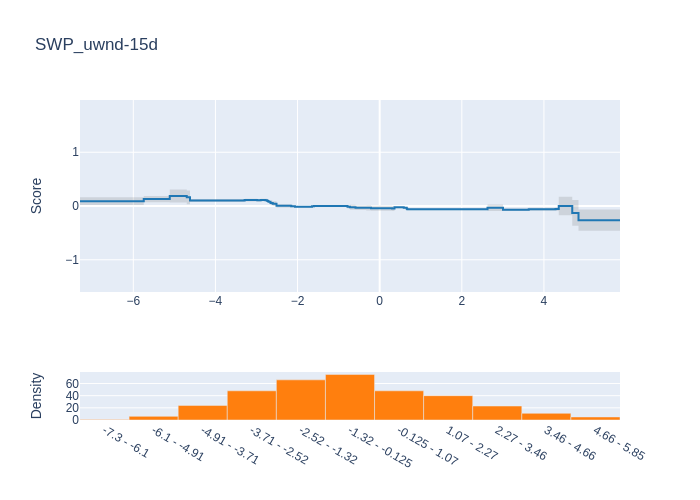 SWP_uwnd-15d
Score
1
0
−1
−6
−4
−2
0
2
4
Density
60
40
20
0
-7.3 - -6.1
-6.1 - -4.91
-4.91 - -3.71
-3.71 - -2.52
-2.52 - -1.32
-1.32 - -0.125
-0.125 - 1.07
1.07 - 2.27
2.27 - 3.46
3.46 - 4.66
4.66 - 5.85